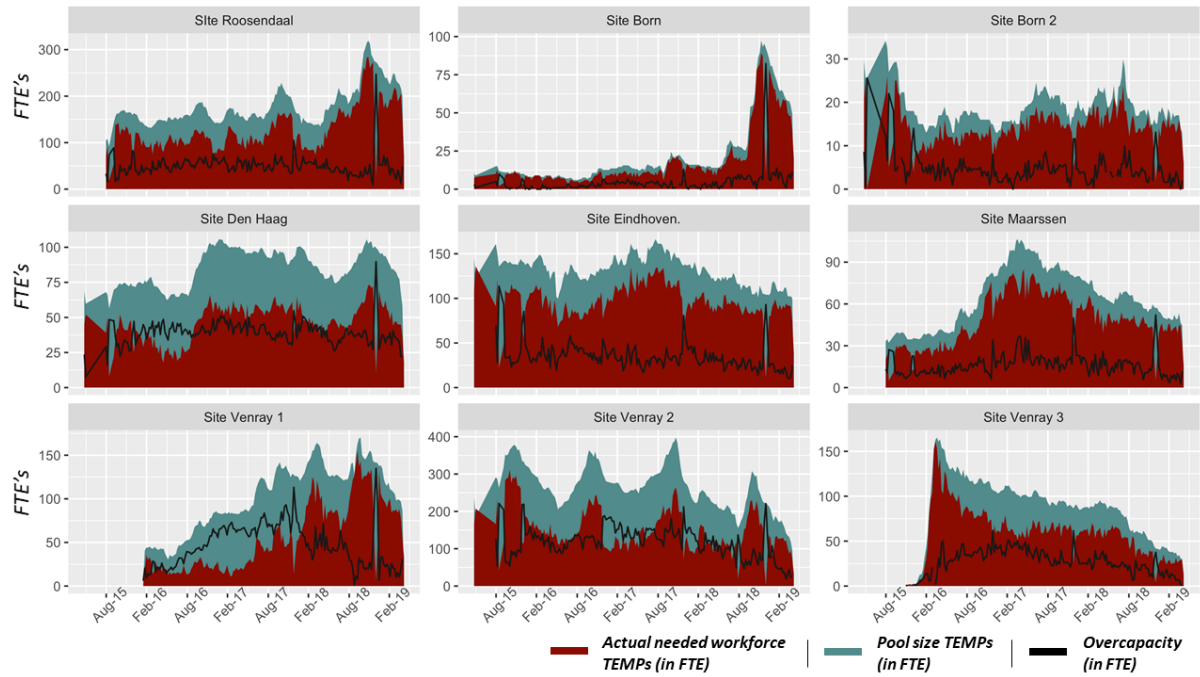 SIte Roosendaal
Site Born
Site Born 2
FTE's
300
200
100
0
100
75
50
25
0
30
20
10
0
Site Den Haag
Site Eindhoven.
Site Maarssen
FTE's
100
75
50
25
0
150
100
50
0
90
60
30
0
Site Venray 1
Site Venray 2
Site Venray 3
FTE's
150
100
50
0
400
300
200
100
0
150
100
50
0
Aug-15 Feb-16 Aug-16 Feb-17 Aug-17 Feb-18 Aug-18 Feb-19
Aug-15 Feb-16 Aug-16 Feb-17 Aug-17 Feb-18 Aug-18 Feb-19
Aug-15 Feb-16 Aug-16 Feb-17 Aug-17 Feb-18 Aug-18 Feb-19
Actual needed workforce
TEMPs (in FTE)
Pool size TEMPs
(in FTE)
Overcapacity
(in FTE)